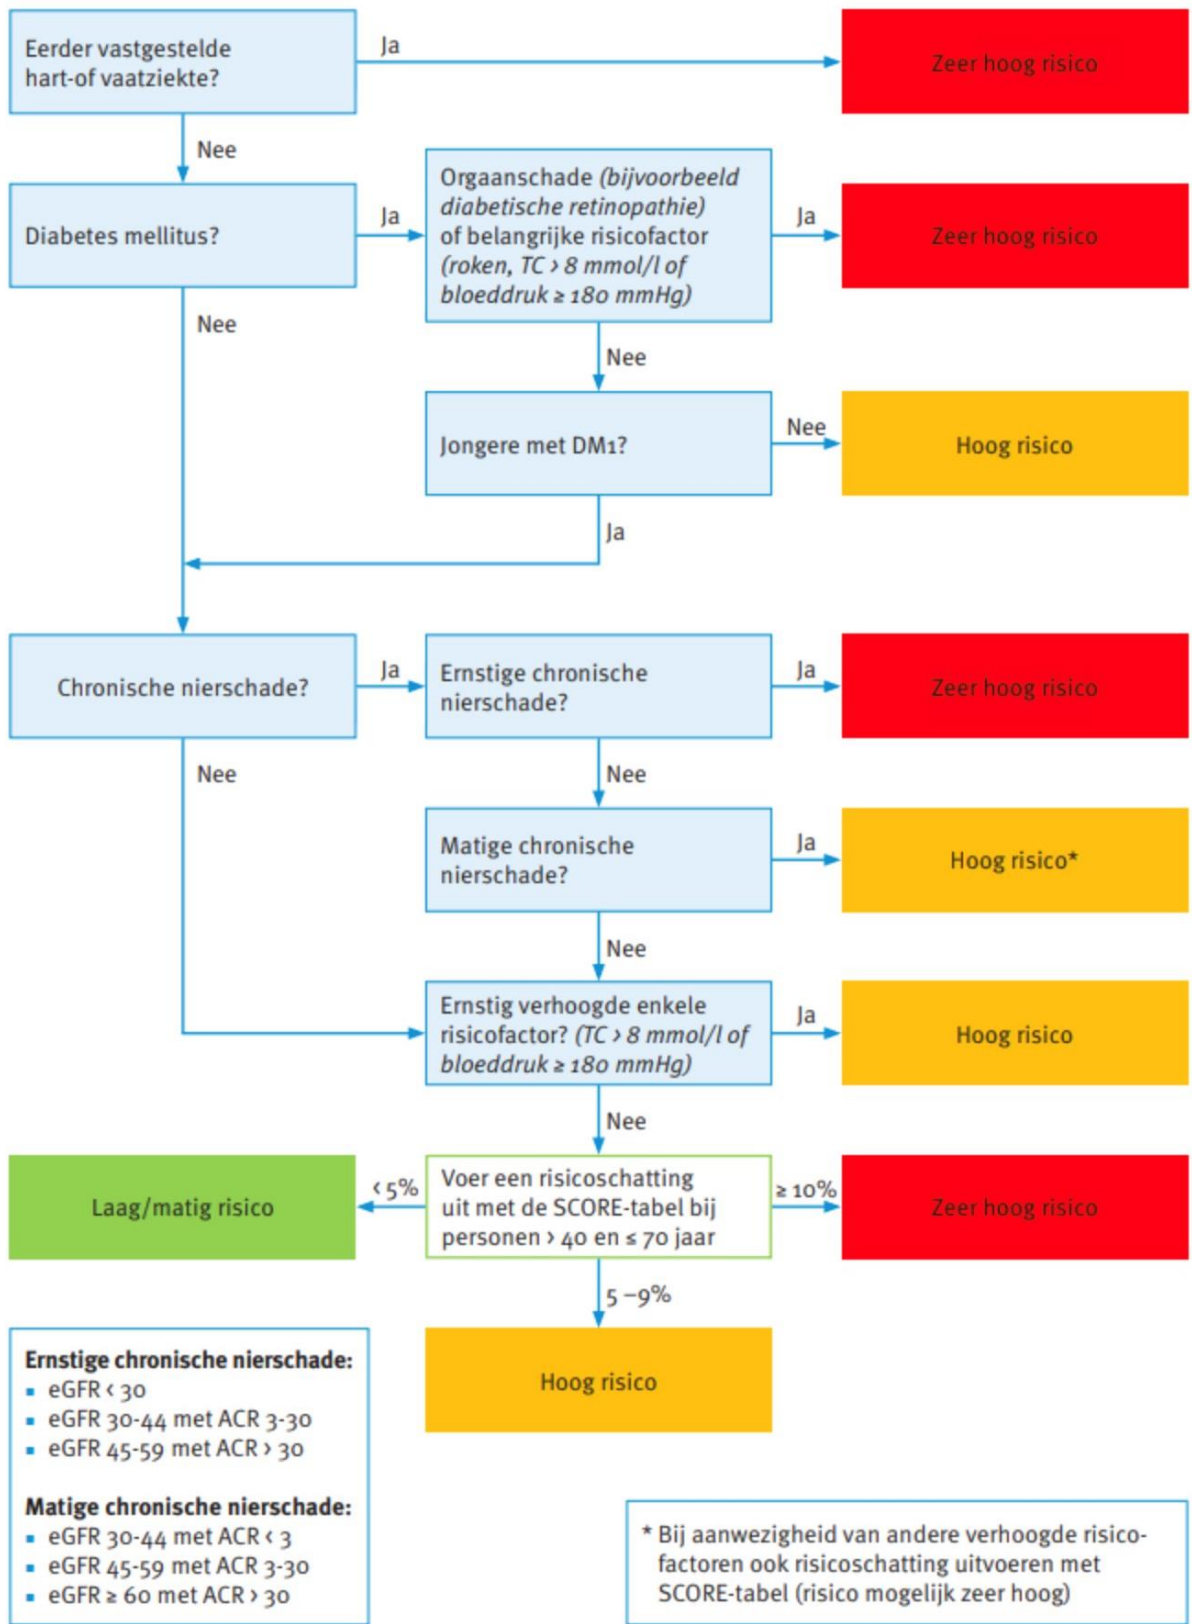 Eerder vastgestelde
hart-of vaatziekte?
Ja
Zeer hoog risico
Nee
Diabetes mellitus?
Ja
Orgaanschade (bijvoorbeeld
diabetische retinopathie)
of belangrijke risicofactor
(roken, TC > 8 mmol/l of
bloeddruk ≥ 180 mmHg)
Ja
Zeer hoog risico
Nee
Nee
Jongere met DM1?
Nee
Hoog risico
Ja
Chronische nierschade?
Ja
Ernstige chronische
nierschade?
Ja
Zeer hoog risico
Nee
Nee
Matige chronische
nierschade?
Ja
Hoog risico*
Nee
Ernstig verhoogde enkele
risicofactor? (TC > 8 mmol/l of
bloeddruk ≥ 180 mmHg)
Ja
Hoog risico
Nee
Laag/matig risico
< 5%
Voer een risicoschatting
uit met de SCORE-tabel bij
personen > 40 en ≤ 70 jaar
≥ 10%
Zeer hoog risico
5 –9%
Hoog risico
Ernstige chronische nierschade:
▪ eGFR < 30
▪ eGFR 30-44 met ACR 3-30
▪ eGFR 45-59 met ACR > 30
Matige chronische nierschade:
▪ eGFR 30-44 met ACR < 3
▪ eGFR 45-59 met ACR 3-30
▪ eGFR ≥ 60 met ACR > 30
* Bij aanwezigheid van andere verhoogde risico-
factoren ook risicoschatting uitvoeren met
SCORE-tabel (risico mogelijk zeer hoog)